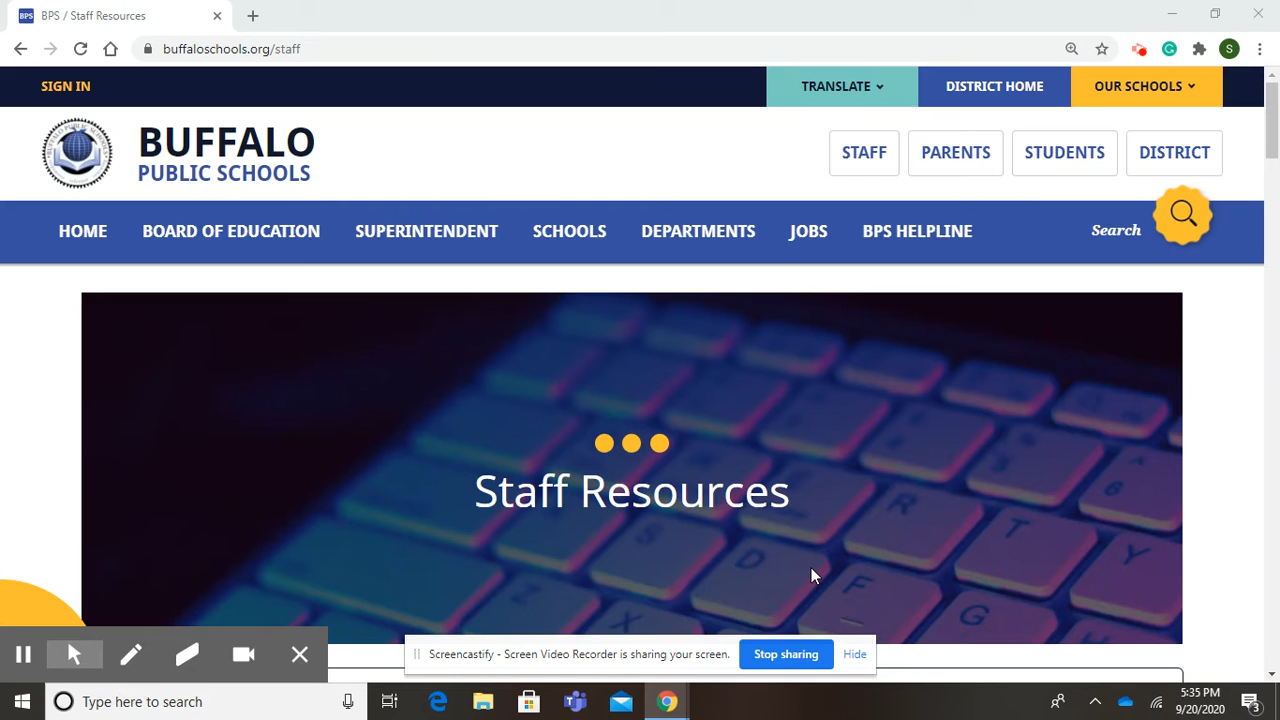 BPS
BPS / Staff Resources
buffaloschools.org/staff
S
SIGN IN
TRANSLATE
DISTRICT HOME
OUR SCHOOLS
BUFFALO
PUBLIC SCHOOLS
STAFF
PARENTS
STUDENTS
DISTRICT
HOME
BOARD OF EDUCATION
SUPERINTENDENT
SCHOOLS
DEPARTMENTS
JOBS
BPS HELPLINE
Search
Staff Resources
R
T
Y
D
F
G
Z
X
Screencastify - Screen Video Recorder is sharing your screen.
Stop sharing
Hide
Type here to search
5:35 PM
9/20/2020
3